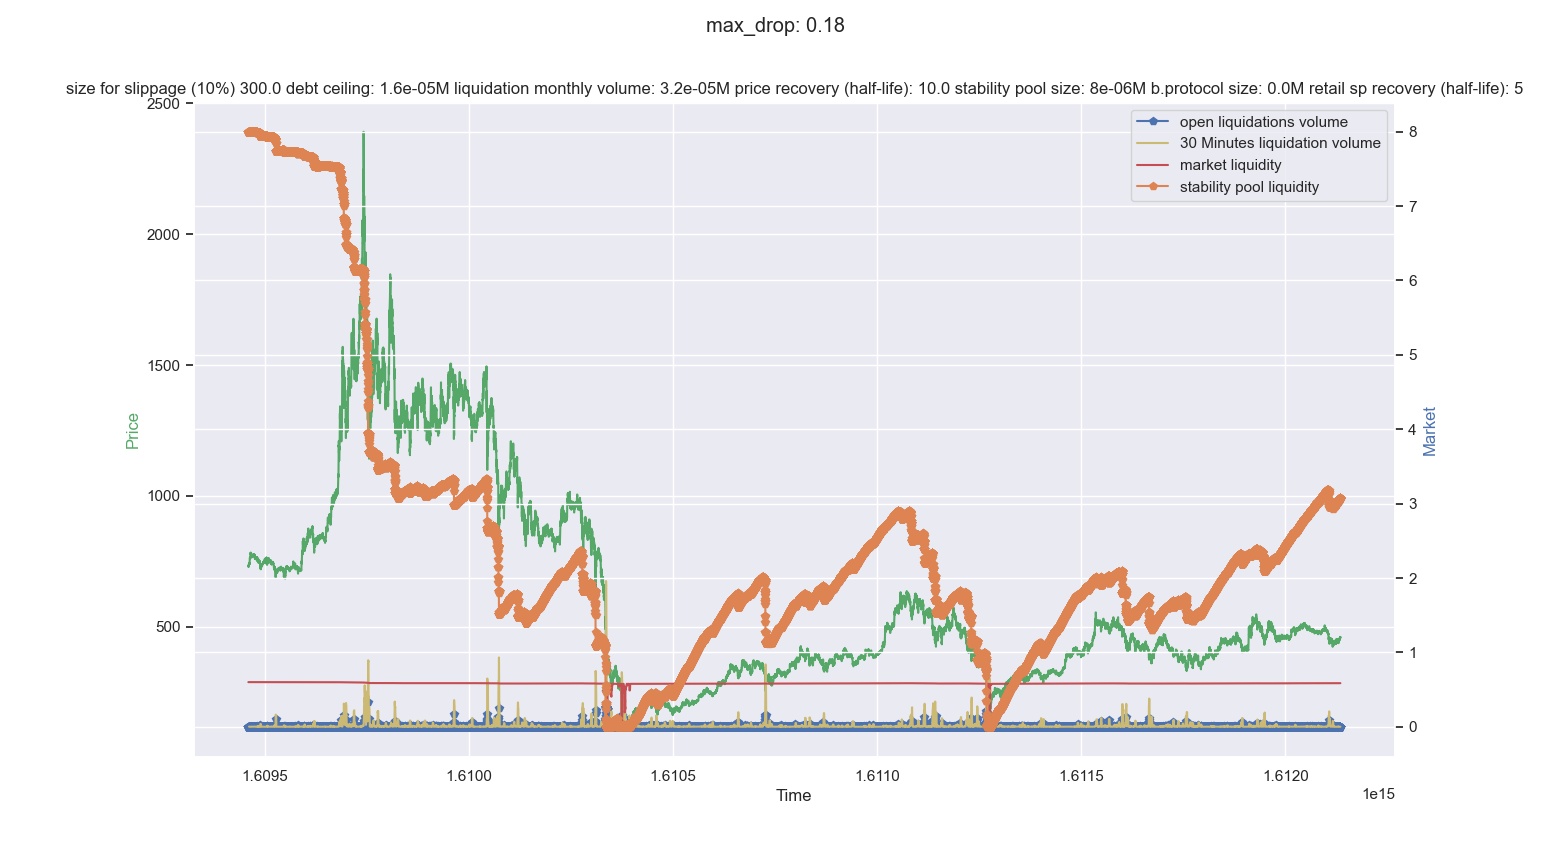 max_drop: 0.18
size for slippage (10%) 300.0 debt ceiling: 1.6e-05M liquidation monthly volume: 3.2e-05M price recovery (half-life): 10.0 stability pool size: 8e-06M b.protocol size: 0.0M retail sp recovery (half-life): 5
open liquidations volume
30 Minutes liquidation volume
market liquidity
stability pool liquidity
2500
2000
1500
1000
500
Price
8
7
6
5
4
3
2
1
0
Market
1.6095
1.6100
1.6105
1.6110
1.6115
1.6120
Time
1e15